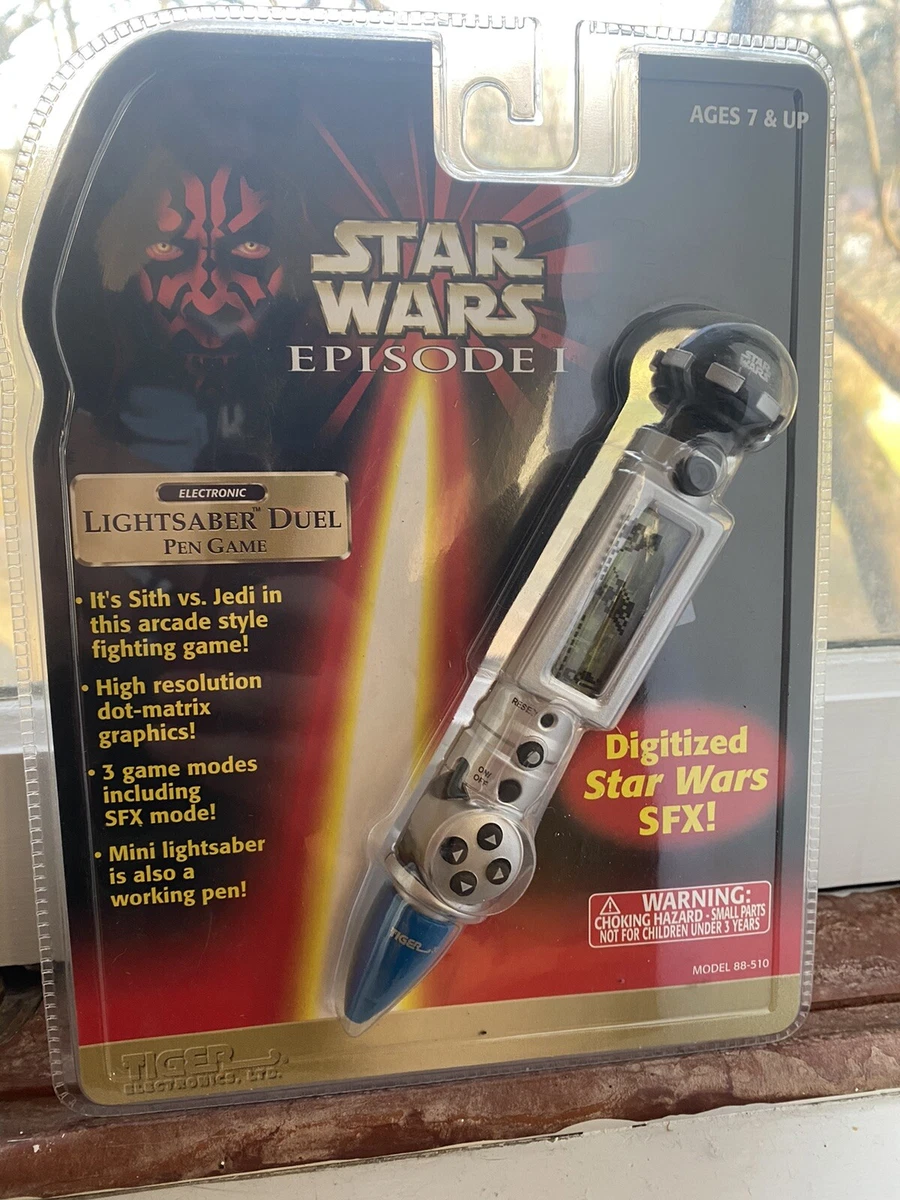 AGES 7 & UP
STAR
WARS
EPISODE I
STAR
WARS
ELECTRONIC
LIGHTSABER™ DUEL
PEN GAME
• It's Sith vs. Jedi in
this arcade style
fighting game!
• High resolution
dot-matrix
graphics!
• 3 game modes
including
SFX mode!
• Mini lightsaber
is also a
working pen!
RESET
ON/
OFF
Digitized
Star Wars
SFX!
WARNING:
CHOKING HAZARD - SMALL PARTS
NOT FOR CHILDREN UNDER 3 YEARS
TIGER
MODEL 88-510
TIGER
ELECTRONICS, LTD.